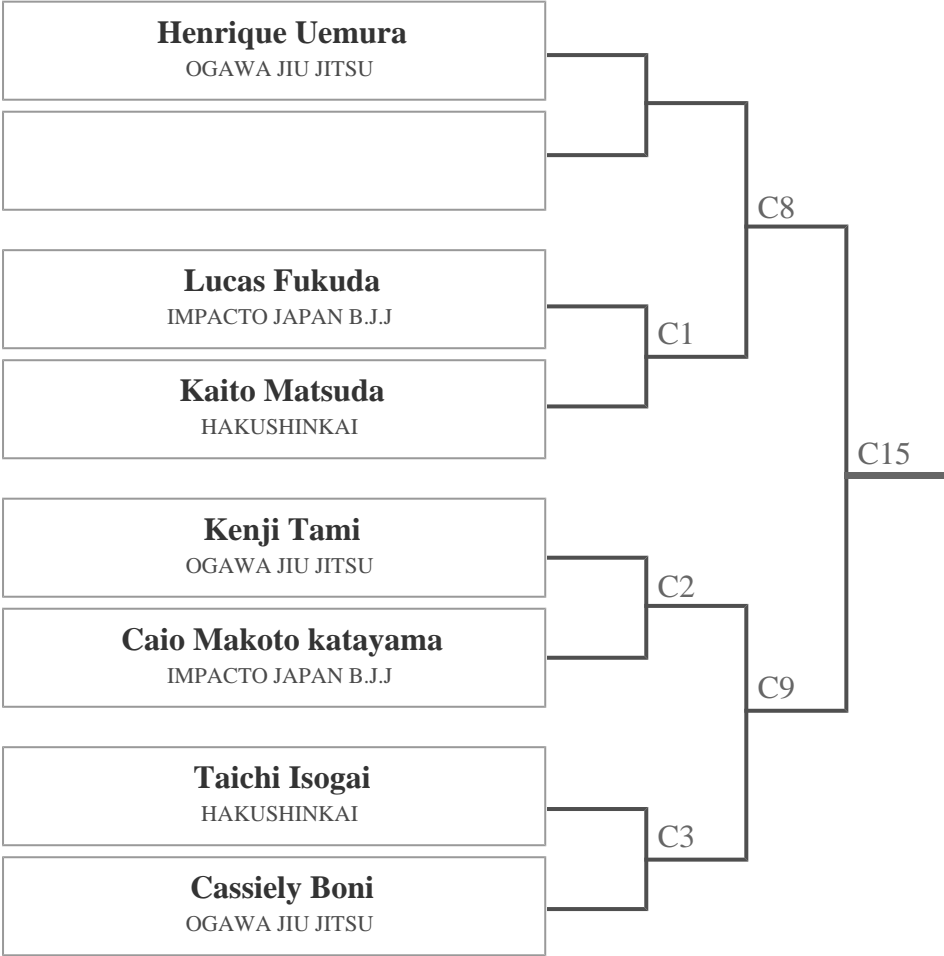 Henrique Uemura
OGAWA JIU JITSU
C8
Lucas Fukuda
IMPACTO JAPAN B.J.J
C1
Kaito Matsuda
HAKUSHINKAI
C15
Kenji Tami
OGAWA JIU JITSU
C2
Caio Makoto katayama
IMPACTO JAPAN B.J.J
C9
Taichi Isogai
HAKUSHINKAI
C3
Cassiely Boni
OGAWA JIU JITSU